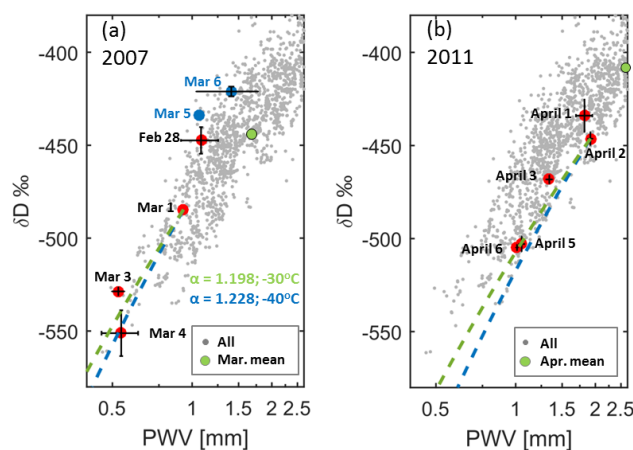 (a)
2007
-400
-450
-500
-550
δD ‰
Mar 6
Mar 5
Feb 28
Mar 1
Mar 3
Mar 4
α = 1.198; -30°C
α = 1.228; -40°C
All
Mar. mean
0.5
1
1.5
2
2.5
PWV [mm]
(b)
2011
-400
-450
-500
-550
δD ‰
April 1
April 2
April 3
April 5
April 6
All
Apr. mean
0.5
1
1.5
2
2.5
PWV [mm]